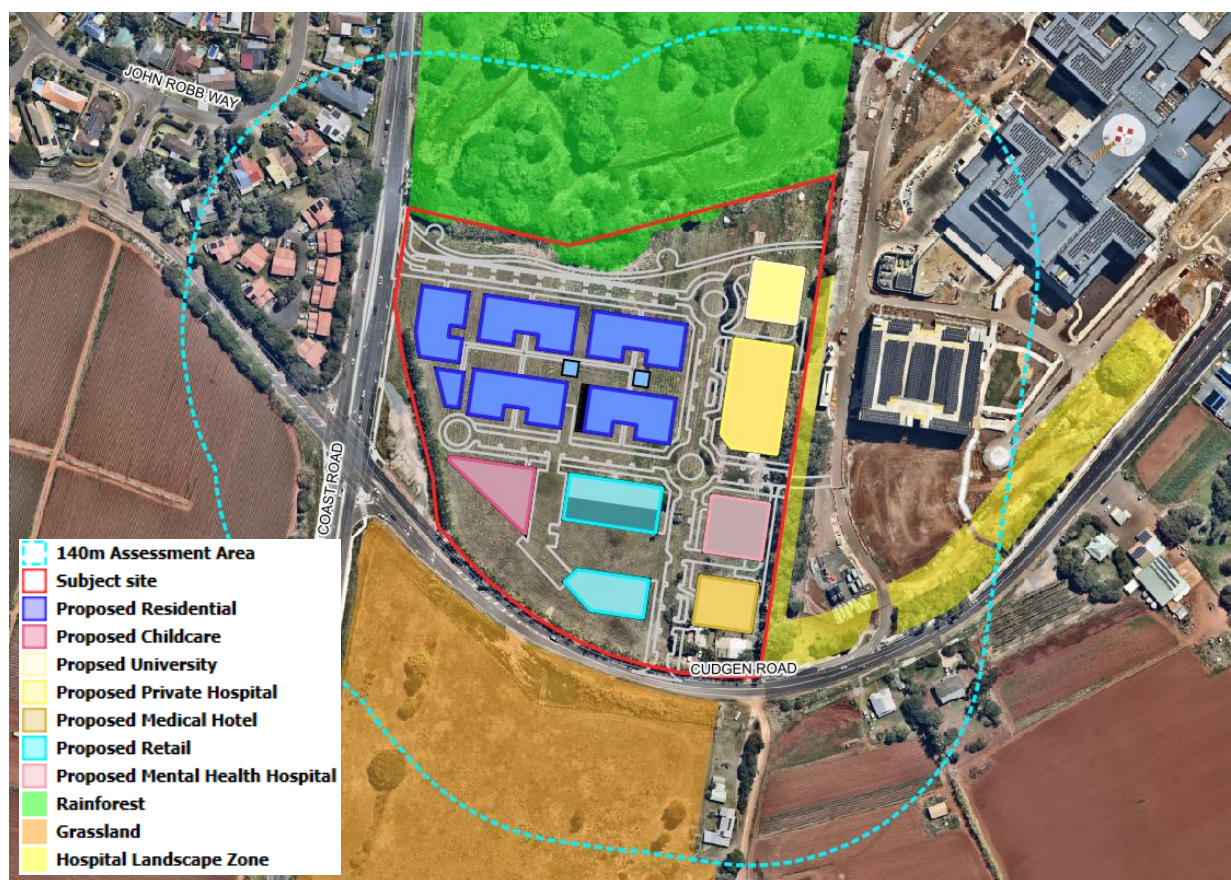 JOHN ROBB WAY
COAST ROAD
CUDGEN ROAD
140m Assessment Area
Subject site
Proposed Residential
Proposed Childcare
Propsed University
Proposed Private Hospital
Proposed Medical Hotel
Proposed Retail
Proposed Mental Health Hospital
Rainforest
Grassland
Hospital Landscape Zone